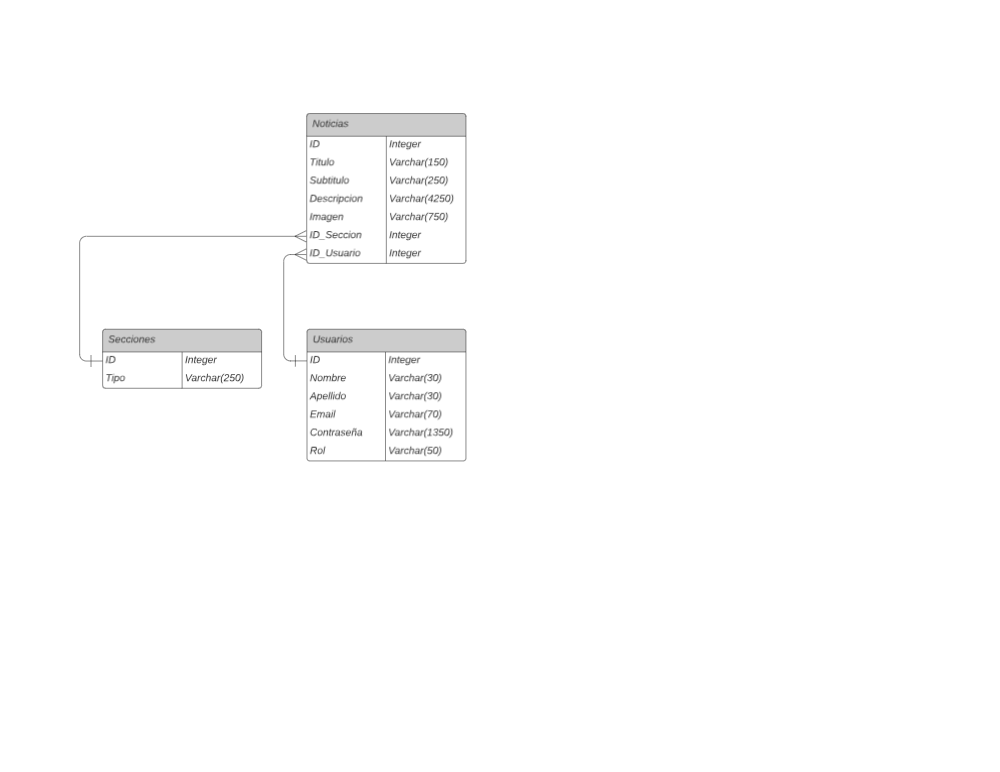 Noticias
ID Integer
Titulo Varchar(150)
Subtitulo Varchar(250)
Descripcion Varchar(4250)
Imagen Varchar(750)
ID_Seccion Integer
ID_Usuario Integer
Secciones
ID Integer
Tipo Varchar(250)
Usuarios
ID Integer
Nombre Varchar(30)
Apellido Varchar(30)
Email Varchar(70)
Contraseña Varchar(1350)
Rol Varchar(50)